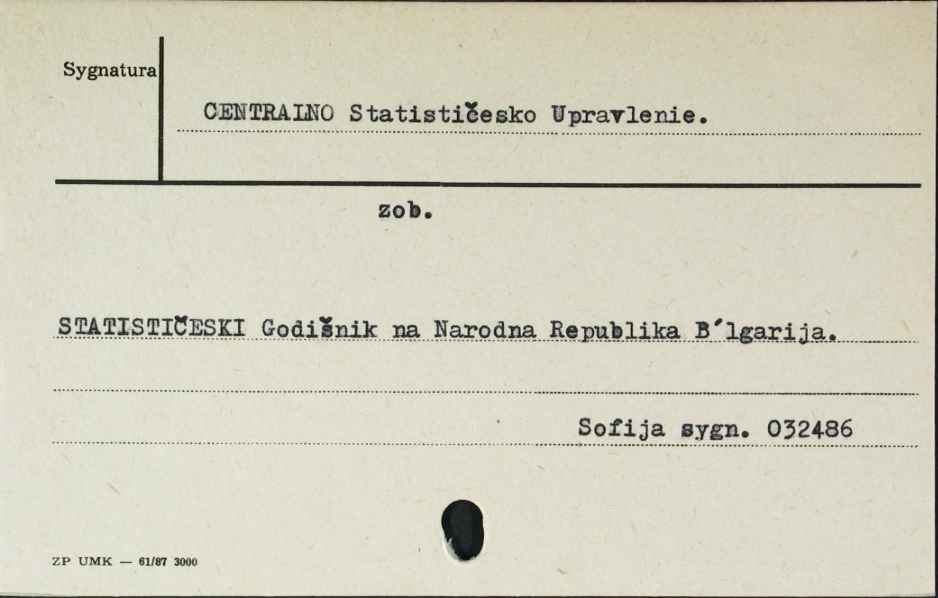 Sygnatura
CENTRALNO Statističesko Upravlenie.
zob.
STATISTIČESKI Godišnik na Narodna Republika B´lgarija.
Sofija sygn. 032486
ZP UMK — 61/87 3000